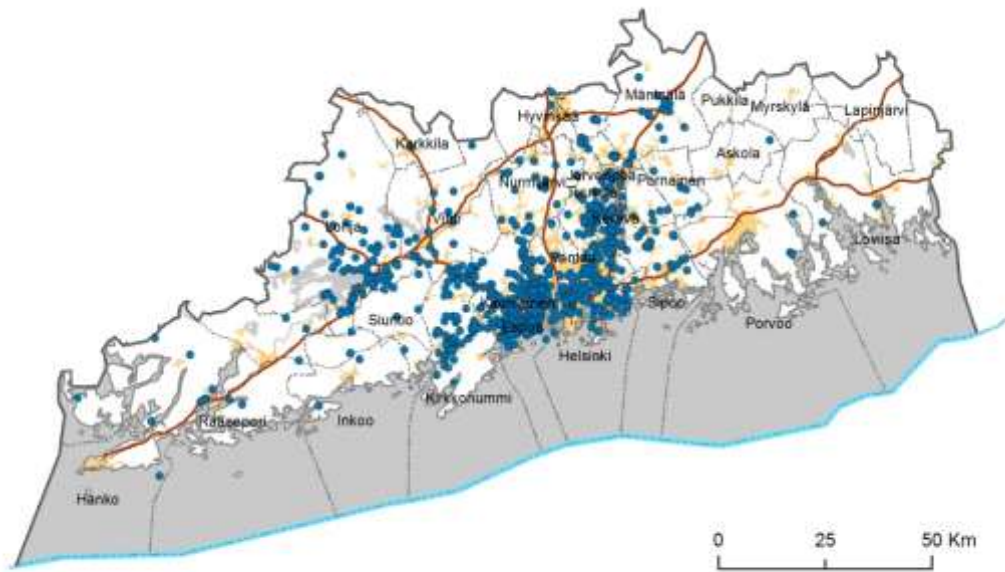 Mäntsälä
Pukkila
Myrskylä
Lapinjärvi
Hyvinkää
Karkkila
Askola
Nurmijärvi
Järvenpää
Pornainen
Vihti
Lohja
Kerava
Vantaa
Loviisa
Sipoo
Siuntio
Espoo
Porvoo
Helsinki
Kirkkonummi
Raasepori
Inkoo
Hanko
0 25 50 Km